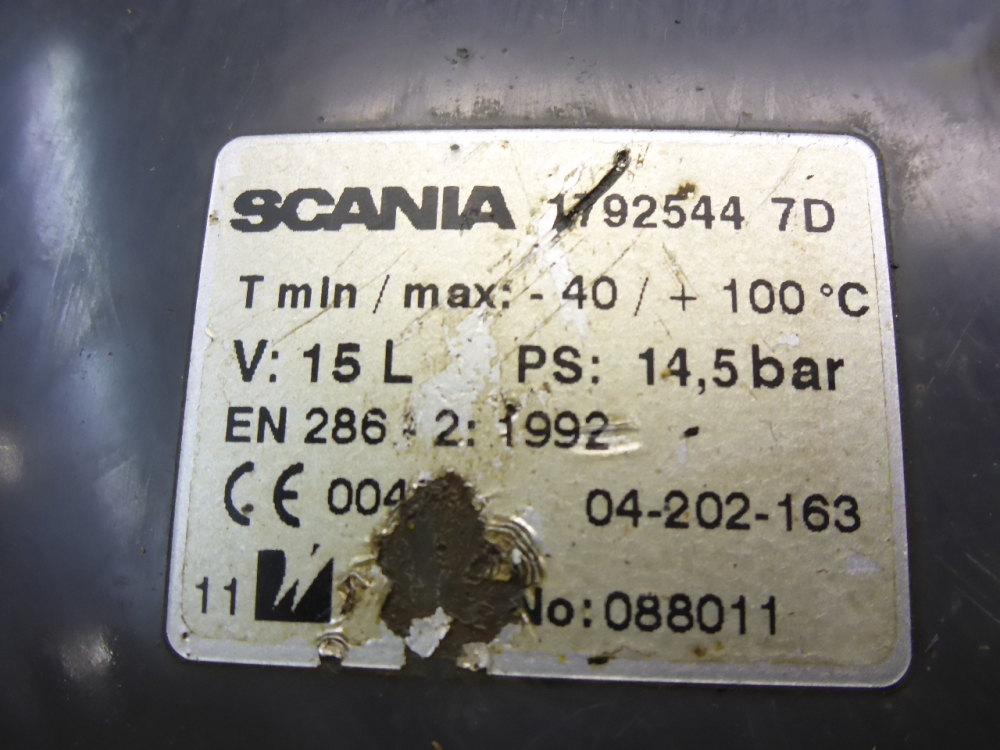 SCANIA 1792544 7D
T min / max: - 40 / + 100 °C
V: 15 L PS: 14,5 bar
EN 286 - 2: 1992
CE 04-202-163
11 No: 088011